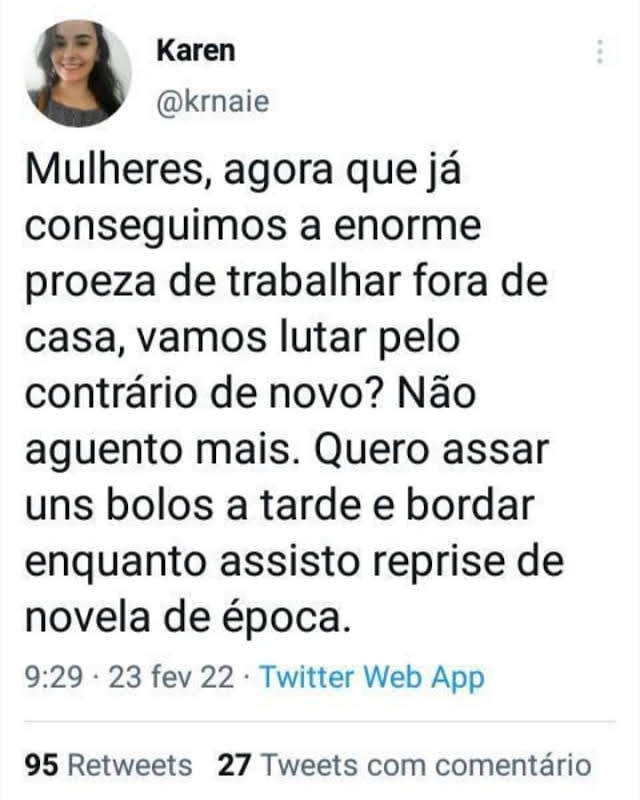 Karen
@krnaie
Mulheres, agora que já
conseguimos a enorme
proeza de trabalhar fora de
casa, vamos lutar pelo
contrário de novo? Não
aguento mais. Quero assar
uns bolos a tarde e bordar
enquanto assisto reprise de
novela de época.
9:29 · 23 fev 22 · Twitter Web App
95 Retweets 27 Tweets com comentário